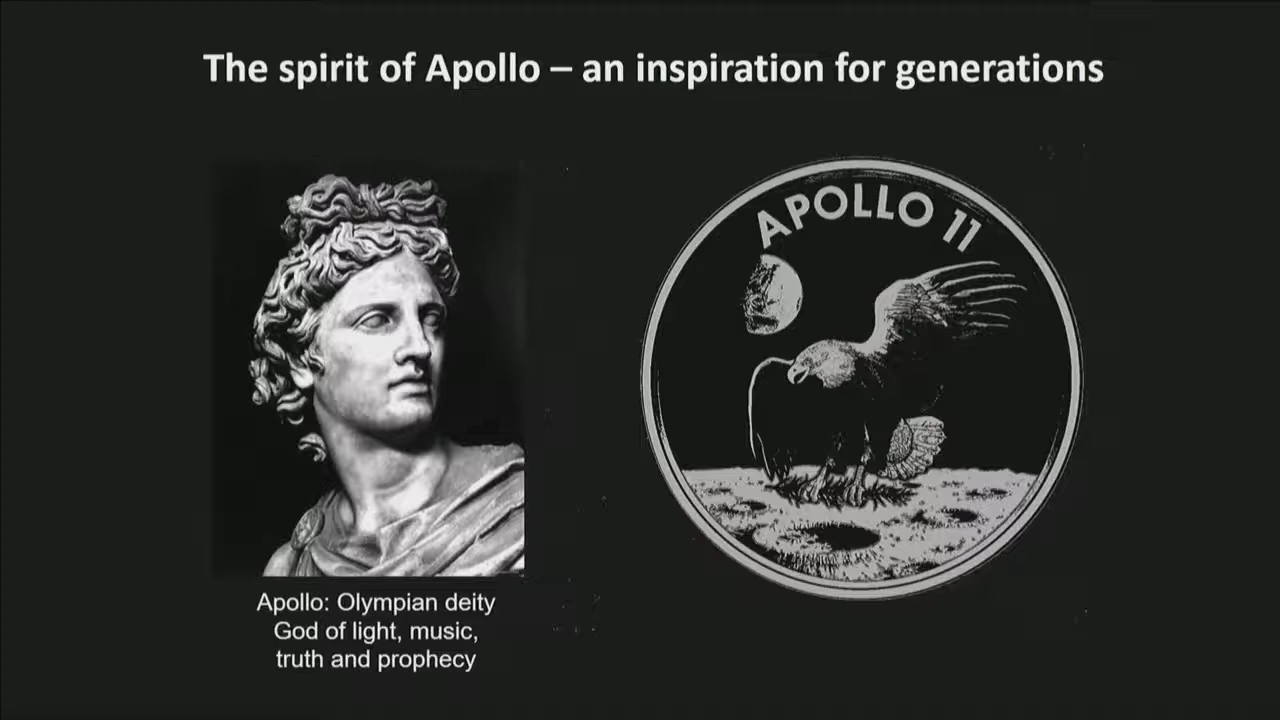 The spirit of Apollo – an inspiration for generations
APOLLO 11
Apollo: Olympian deity
God of light, music,
truth and prophecy